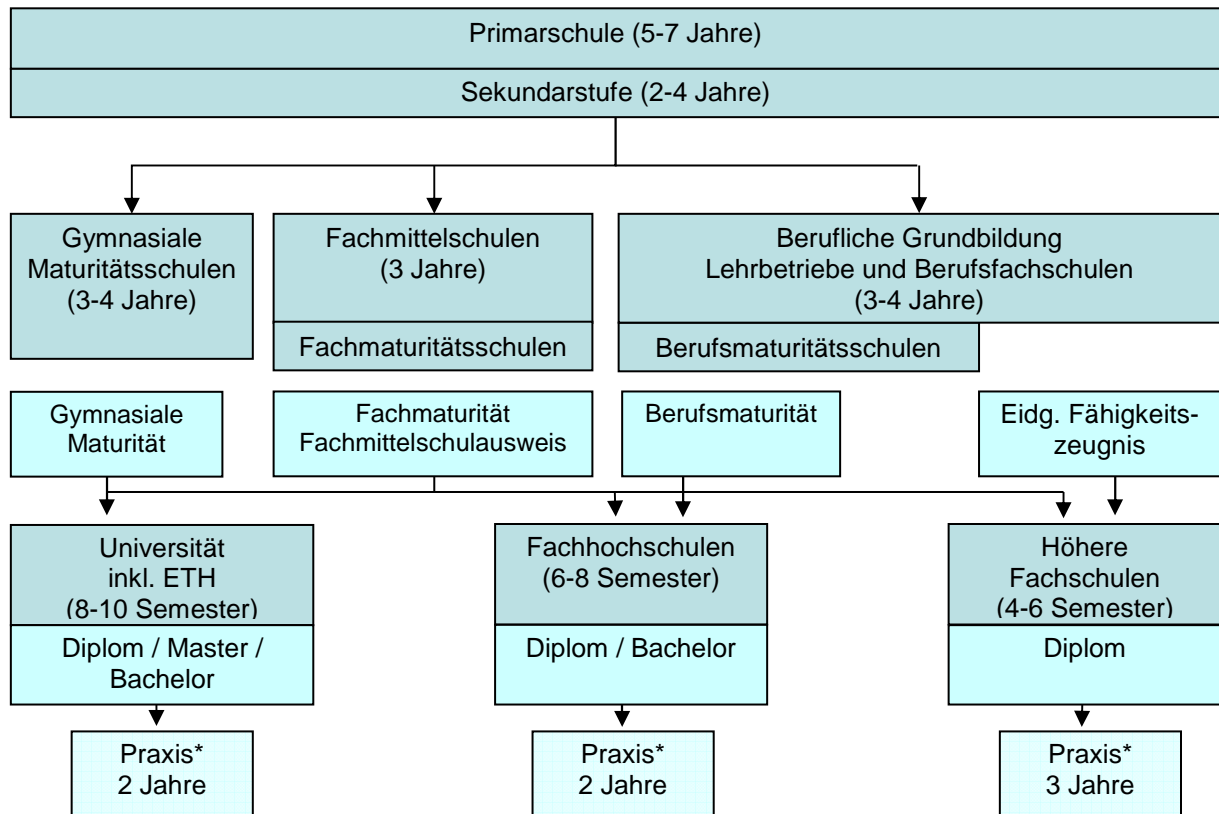 Primarschule (5-7 Jahre)
Sekundarstufe (2-4 Jahre)
Gymnasiale
Maturitätsschulen
(3-4 Jahre)
Fachmittelschulen
(3 Jahre)
Fachmaturitätsschulen
Berufliche Grundbildung
Lehrbetriebe und Berufsfachschulen
(3-4 Jahre)
Berufsmaturitätsschulen
Gymnasiale
Maturität
Fachmaturität
Fachmittelschulausweis
Berufsmaturität
Eidg. Fähigkeits-
zeugnis
Universität
inkl. ETH
(8-10 Semester)
Diplom / Master /
Bachelor
Fachhochschulen
(6-8 Semester)
Diplom / Bachelor
Höhere
Fachschulen
(4-6 Semester)
Diplom
Praxis*
2 Jahre
Praxis*
2 Jahre
Praxis*
3 Jahre